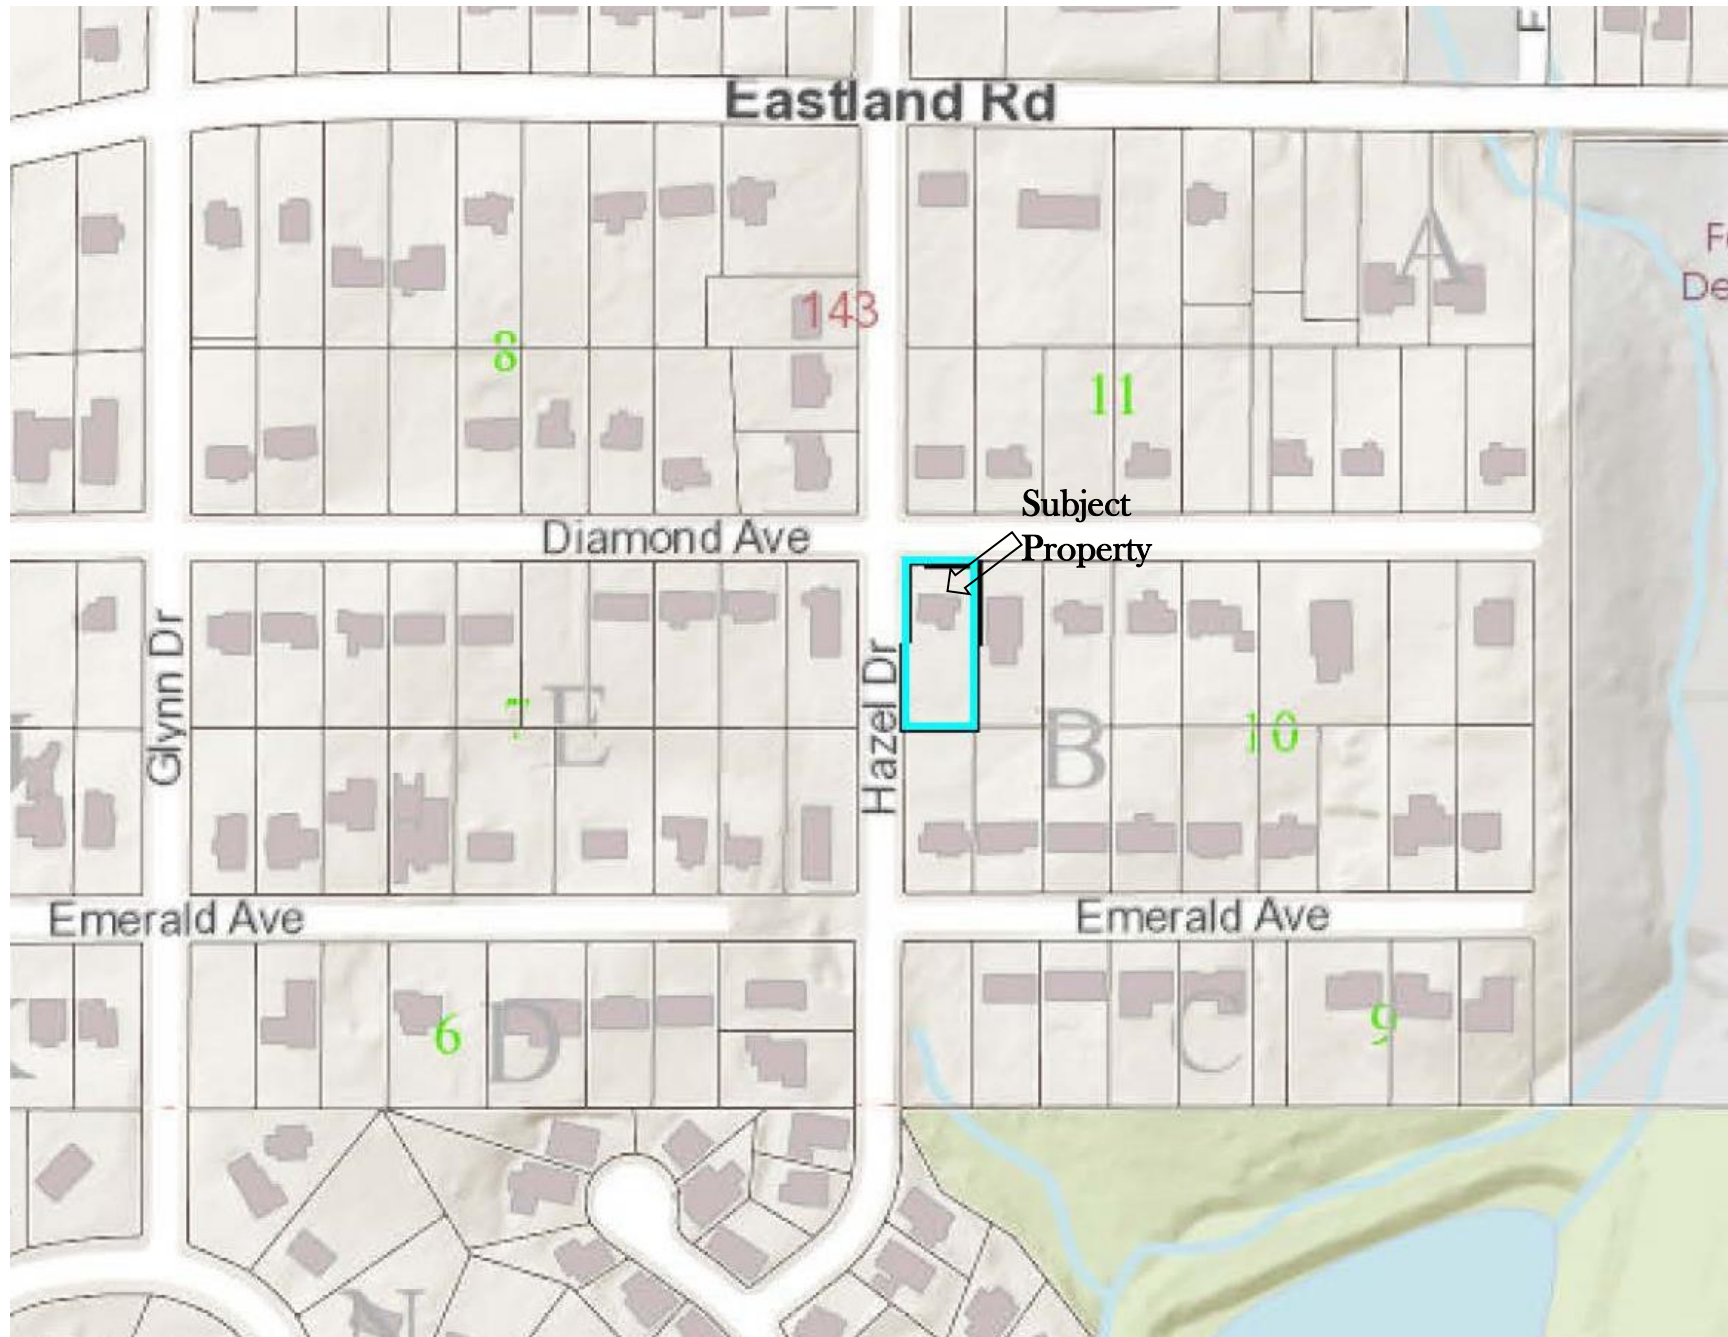 Eastland Rd
A
143
8
11
Subject
Property
Diamond Ave
Glynn Dr
Hazel Dr
7
E
B
10
Emerald Ave
Emerald Ave
6
D
C
9
N